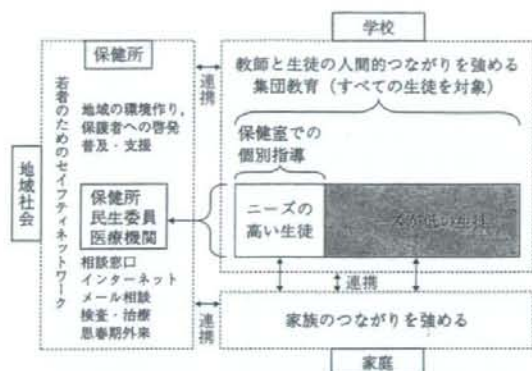 学校
保健所
教師と生徒の人間的つながりを強める
集団教育(すべての生徒を対象)
連携
地域社会
若者のためのセイフティネットワーク
地域の環境作り,
保護者への啓発
普及・支援
保健室での
個別指導
保健所
民生委員
医療機関
ニーズの
高い生徒
相談窓口
インターネット
メール相談
検査・治療
思春期外来
連携
連携
家族のつながりを強める
家庭